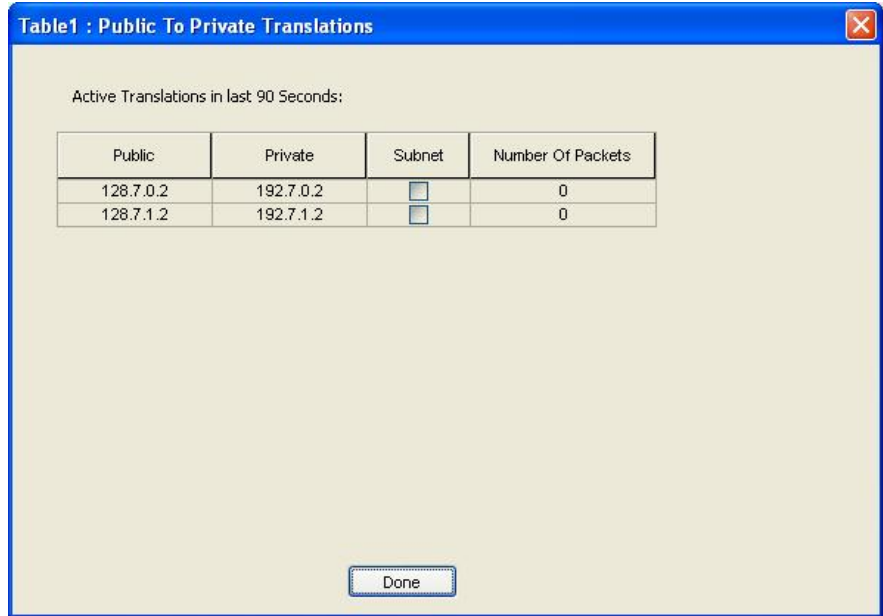 Table1 : Public To Private Translations
Active Translations in last 90 Seconds:
Public Private Subnet Number Of Packets
128.7.0.2 192.7.0.2 0
128.7.1.2 192.7.1.2 0
Done